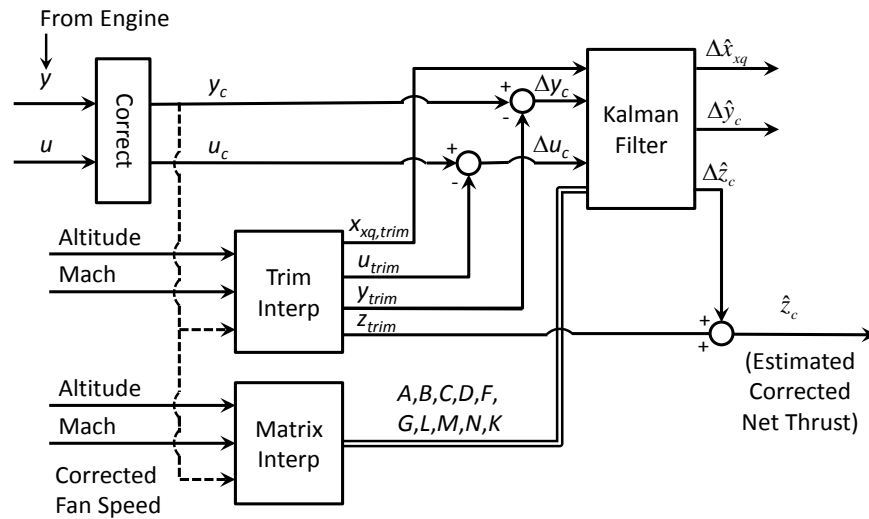 From Engine
y
u
Correct
y_c
u_c
+
-
Δy_c
+
-
Δu_c
Kalman
Filter
Δx̂_xq
Δŷ_c
Δẑ_c
Altitude
Mach
Trim
Interp
x_xq,trim
u_trim
y_trim
z_trim
+
+
ẑ_c
(Estimated
Corrected
Net Thrust)
Altitude
Mach
Corrected
Fan Speed
Matrix
Interp
A,B,C,D,F,
G,L,M,N,K